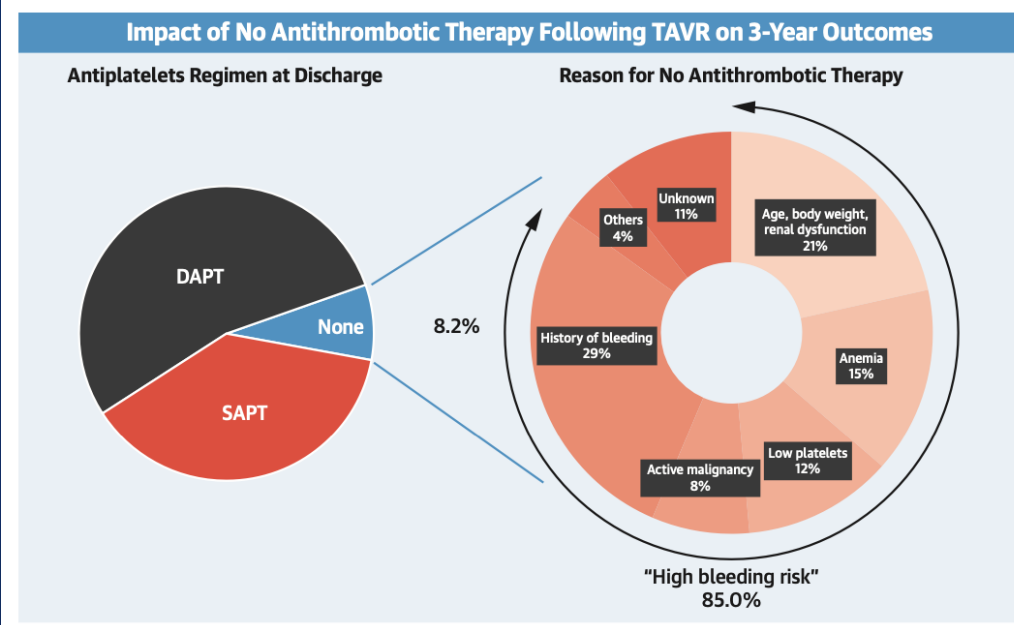 Impact of No Antithrombotic Therapy Following TAVR on 3-Year Outcomes
Antiplatelets Regimen at Discharge
DAPT
None
SAPT
8.2%
Reason for No Antithrombotic Therapy
Unknown
11%
Age, body weight,
renal dysfunction
21%
Others
4%
History of bleeding
29%
Anemia
15%
Low platelets
12%
Active malignancy
8%
“High bleeding risk”
85.0%